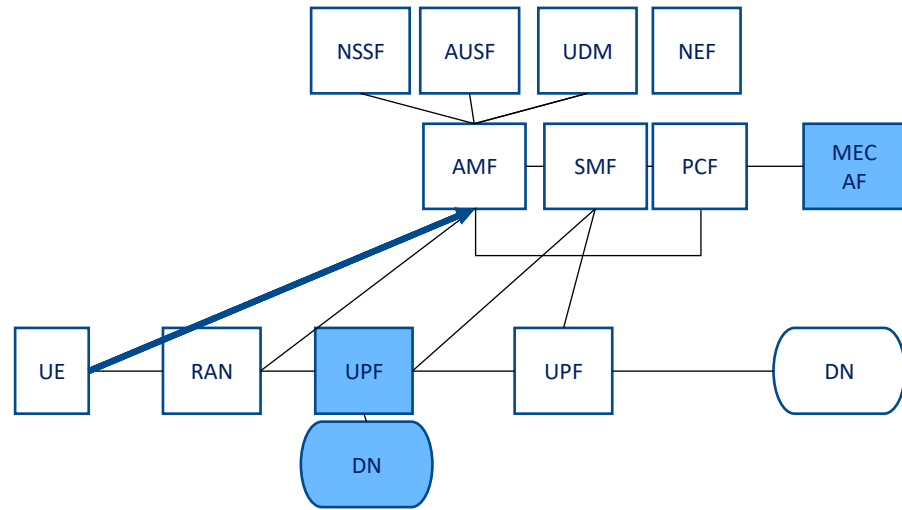 NSSF
AUSF
UDM
NEF
AMF
SMF
PCF
MEC
AF
UE
RAN
UPF
UPF
DN
DN